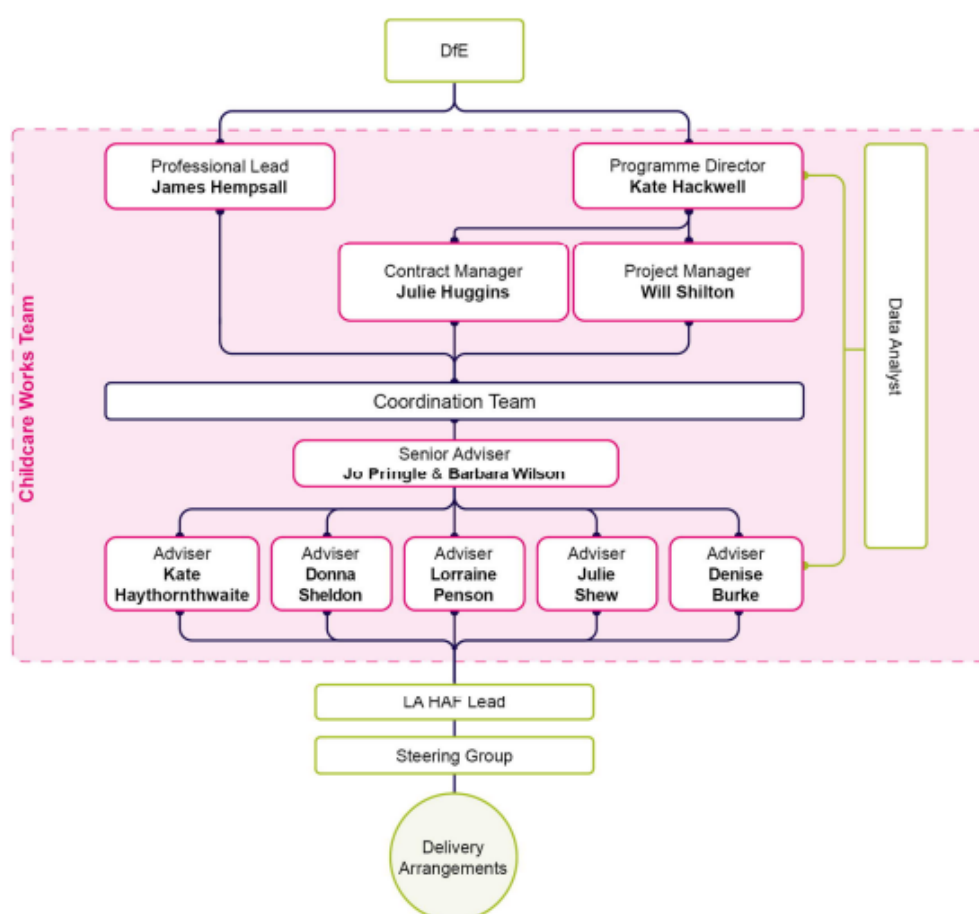 DfE
Professional Lead
James Hempsall
Programme Director
Kate Hackwell
Contract Manager
Julie Huggins
Project Manager
Will Shilton
Childcare Works Team
Data Analyst
Coordination Team
Senior Adviser
Jo Pringle & Barbara Wilson
Adviser
Kate
Haythornthwaite
Adviser
Donna
Sheldon
Adviser
Lorraine
Penson
Adviser
Julie
Shew
Adviser
Denise
Burke
LA HAF Lead
Steering Group
Delivery
Arrangements